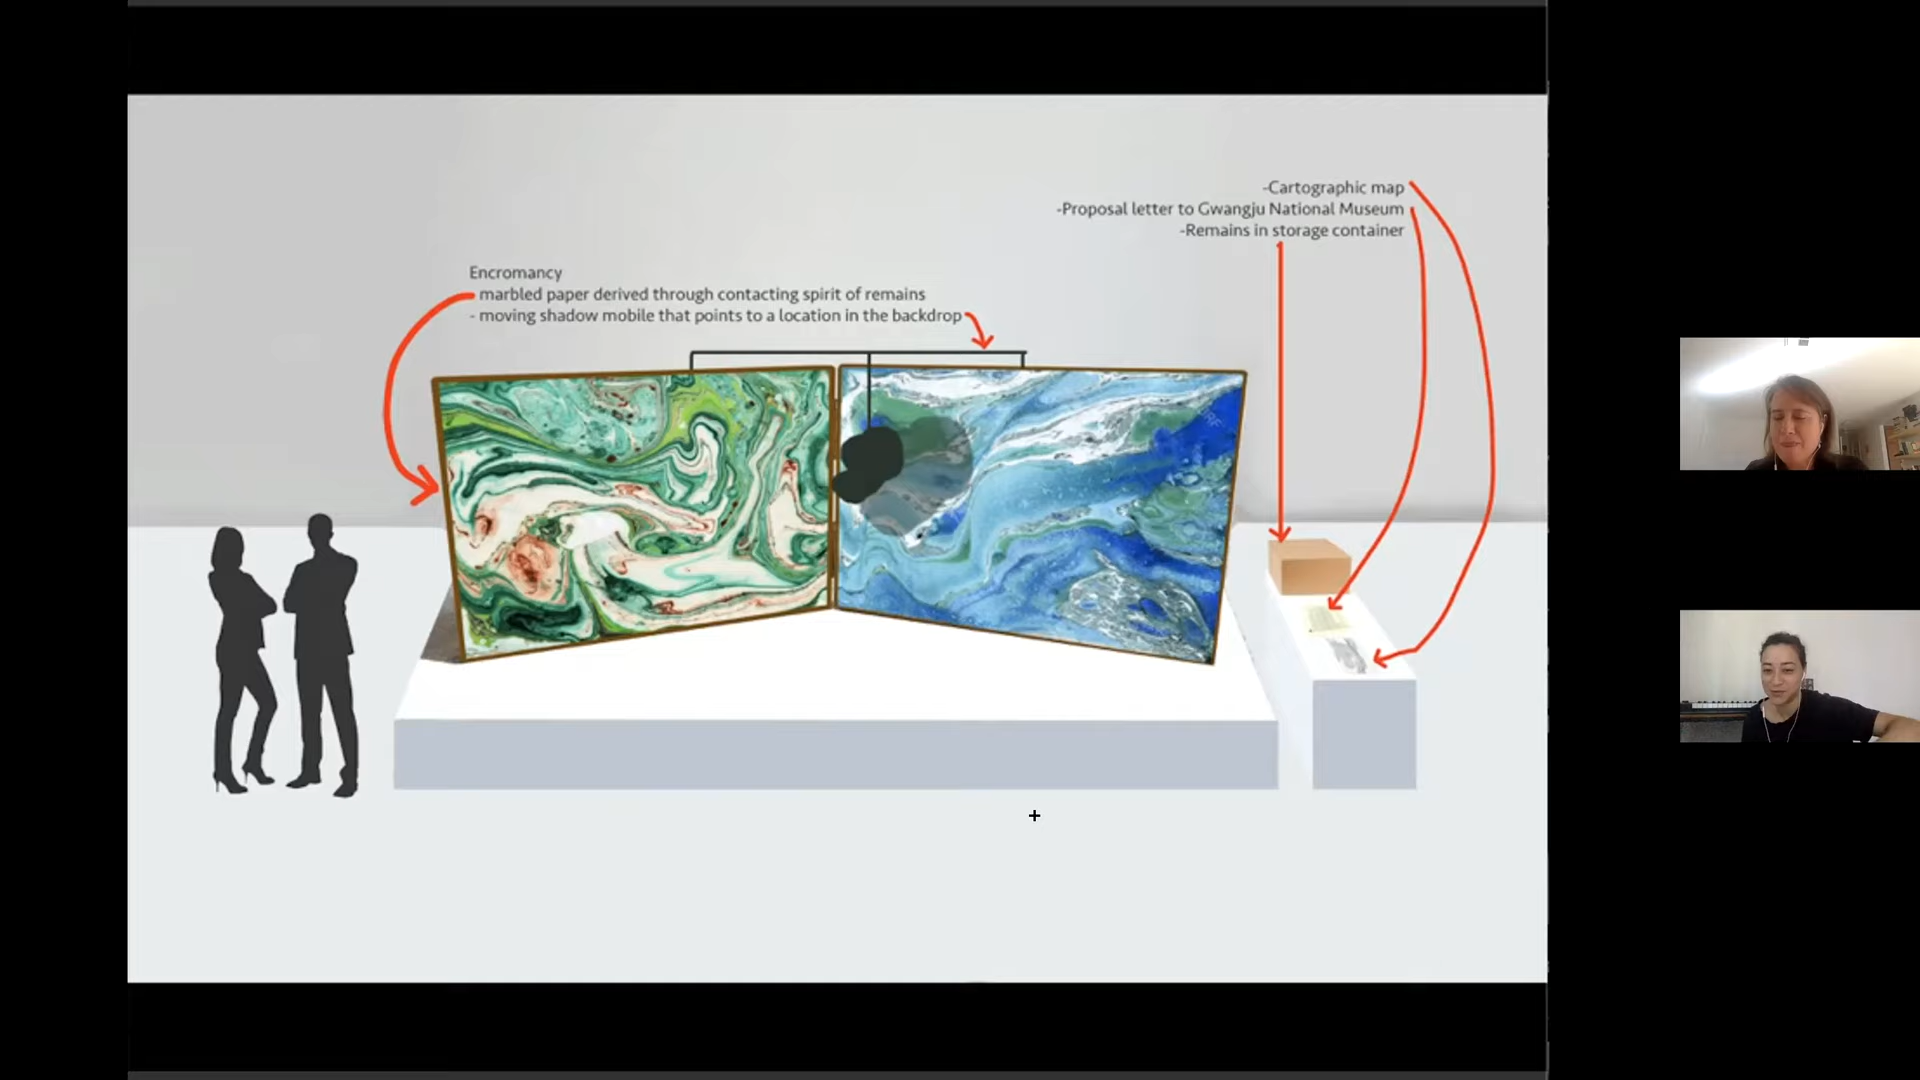 -Cartographic map
-Proposal letter to Gwangju National Museum
-Remains in storage container
Encromancy
- marbled paper derived through contacting spirit of remains
- moving shadow mobile that points to a location in the backdrop